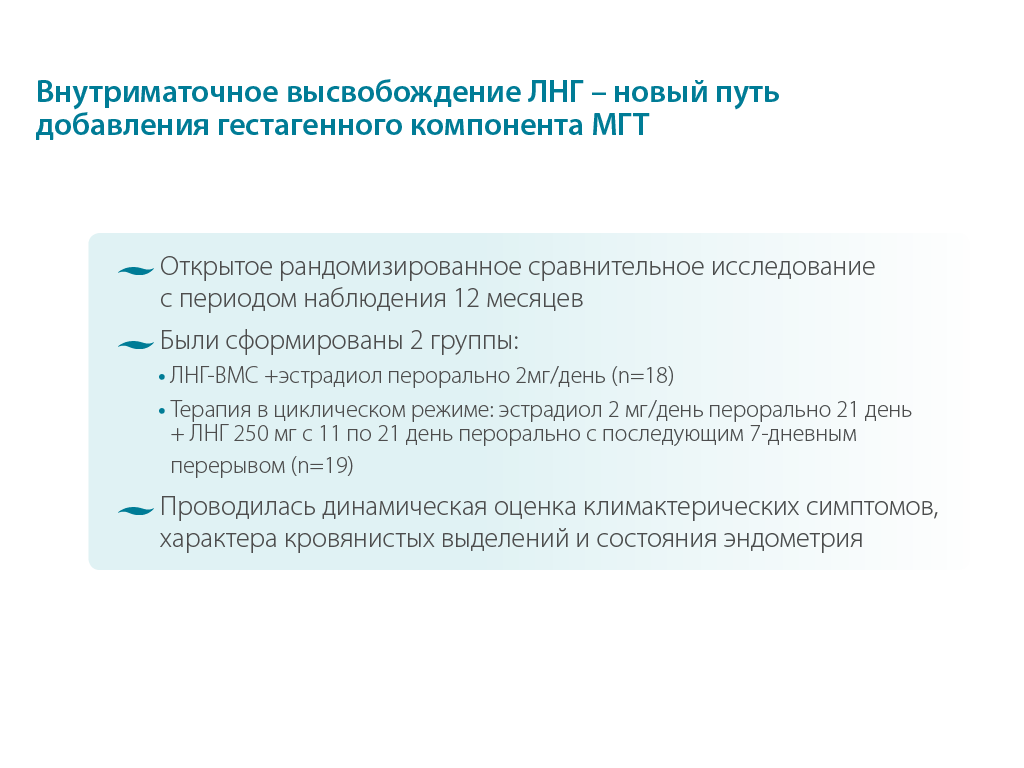 Внутриматочное высвобождение ЛНГ – новый путь
добавления гестагенного компонента МГТ
Открытое рандомизированное сравнительное исследование
с периодом наблюдения 12 месяцев
Были сформированы 2 группы:
• ЛНГ-ВМС +эстрадиол перорально 2мг/день (n=18)
• Терапия в циклическом режиме: эстрадиол 2 мг/день перорально 21 день
+ ЛНГ 250 мг с 11 по 21 день перорально с последующим 7-дневным
перерывом (n=19)
Проводилась динамическая оценка климактерических симптомов,
характера кровянистых выделений и состояния эндометрия